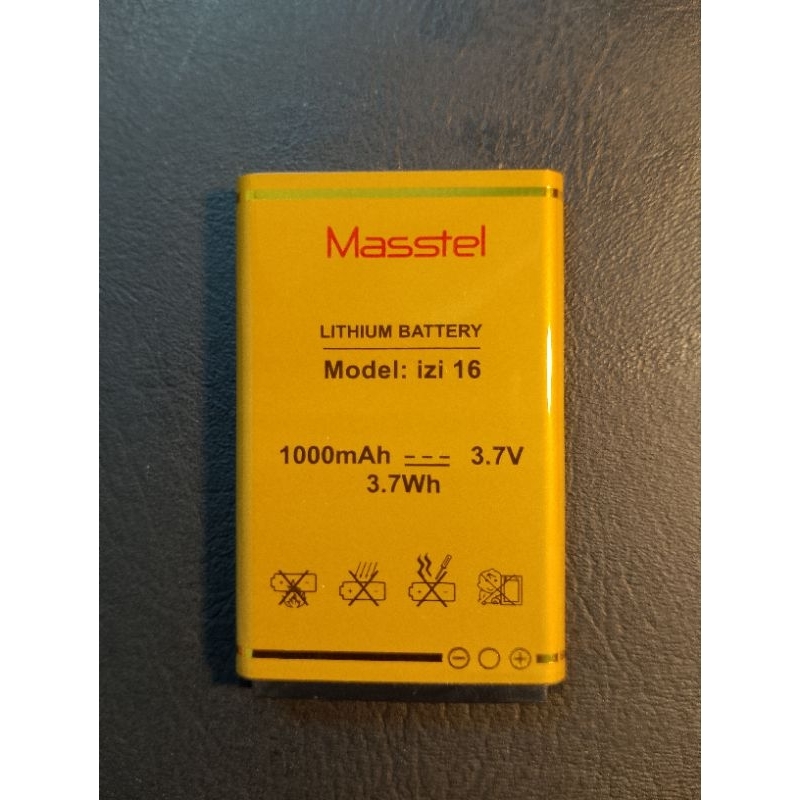 Masstel
LITHIUM BATTERY
Model: izi 16
1000mAh 3.7V
3.7Wh